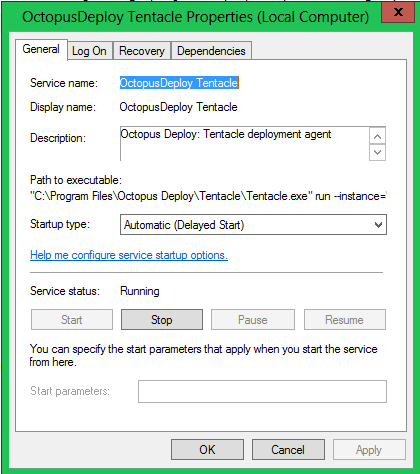 OctopusDeploy Tentacle Properties (Local Computer)
x
General Log On Recovery Dependencies
Service name: OctopusDeploy Tentacle
Display name: OctopusDeploy Tentacle
Description: Octopus Deploy: Tentacle deployment agent
Path to executable:
"C:\Program Files\Octopus Deploy\Tentacle\Tentacle.exe" run --instance="
Startup type: Automatic (Delayed Start)
Help me configure service startup options.
Service status: Running
Start Stop Pause Resume
You can specify the start parameters that apply when you start the service
from here.
Start parameters:
OK Cancel Apply